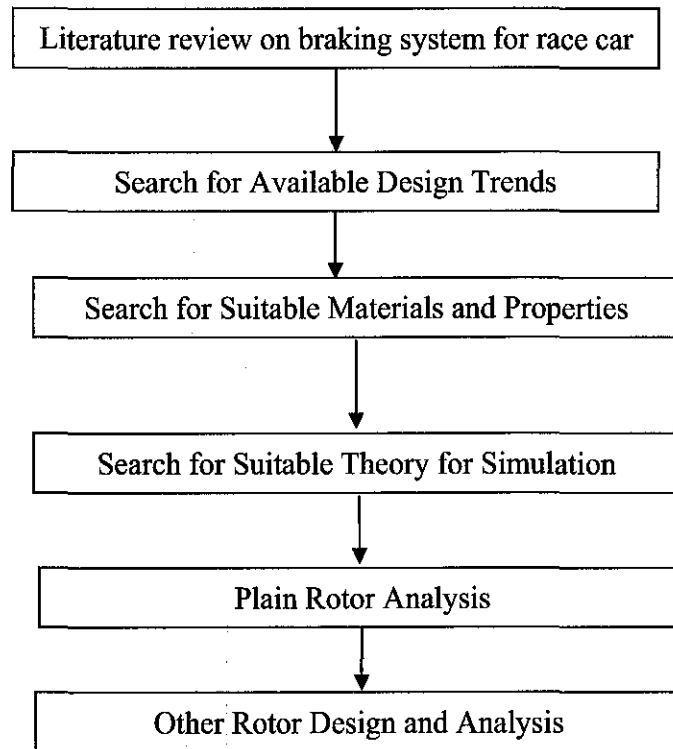 Literature review on braking system for race car
Search for Available Design Trends
Search for Suitable Materials and Properties
Search for Suitable Theory for Simulation
Plain Rotor Analysis
Other Rotor Design and Analysis